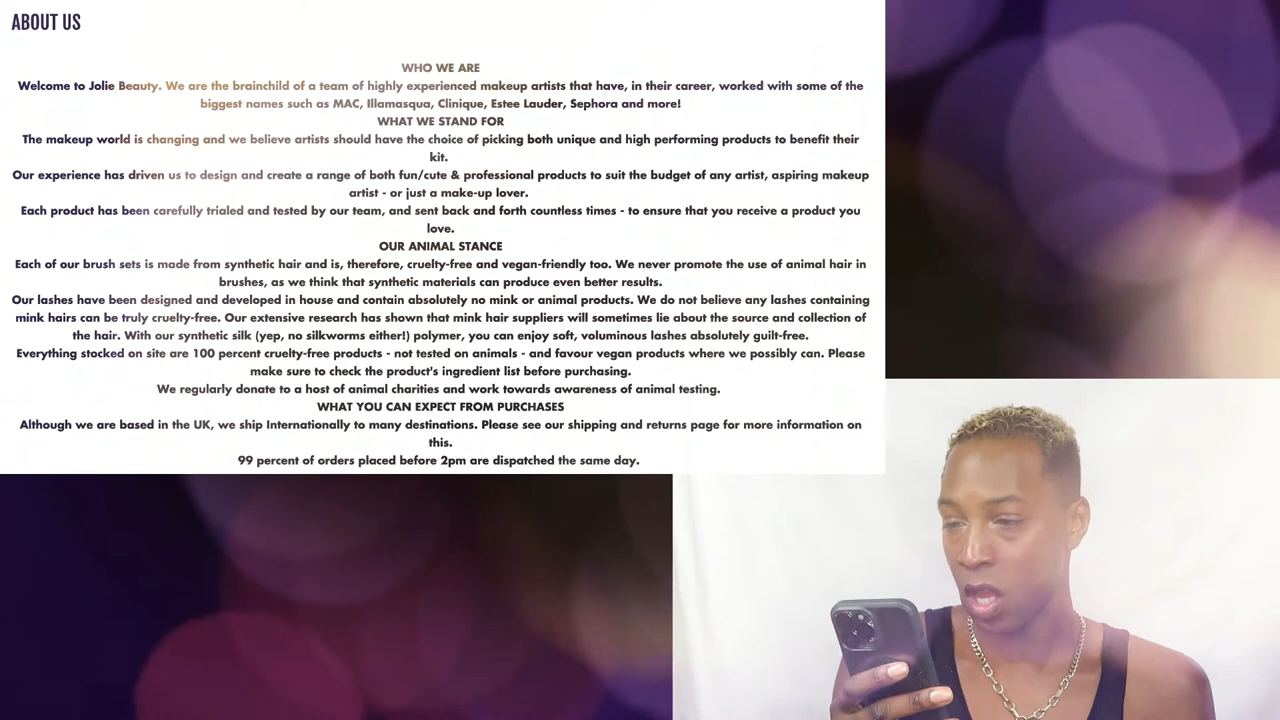 ABOUT US
WHO WE ARE
Welcome to Jolie Beauty. We are the brainchild of a team of highly experienced makeup artists that have, in their career, worked with some of the
biggest names such as MAC, Illamasqua, Clinique, Estee Lauder, Sephora and more!
WHAT WE STAND FOR
The makeup world is changing and we believe artists should have the choice of picking both unique and high performing products to benefit their
kit.
Our experience has driven us to design and create a range of both fun/cute & professional products to suit the budget of any artist, aspiring makeup
artist - or just a make-up lover.
Each product has been carefully trialed and tested by our team, and sent back and forth countless times - to ensure that you receive a product you
love.
OUR ANIMAL STANCE
Each of our brush sets is made from synthetic hair and is, therefore, cruelty-free and vegan-friendly too. We never promote the use of animal hair in
brushes, as we think that synthetic materials can produce even better results.
Our lashes have been designed and developed in house and contain absolutely no mink or animal products. We do not believe any lashes containing
mink hairs can be truly cruelty-free. Our extensive research has shown that mink hair suppliers will sometimes lie about the source and collection of
the hair. With our synthetic silk (yep, no silkworms either!) polymer, you can enjoy soft, voluminous lashes absolutely guilt-free.
Everything stocked on site are 100 percent cruelty-free products - not tested on animals - and favour vegan products where we possibly can. Please
make sure to check the product's ingredient list before purchasing.
We regularly donate to a host of animal charities and work towards awareness of animal testing.
WHAT YOU CAN EXPECT FROM PURCHASES
Although we are based in the UK, we ship Internationally to many destinations. Please see our shipping and returns page for more information on
this.
99 percent of orders placed before 2pm are dispatched the same day.